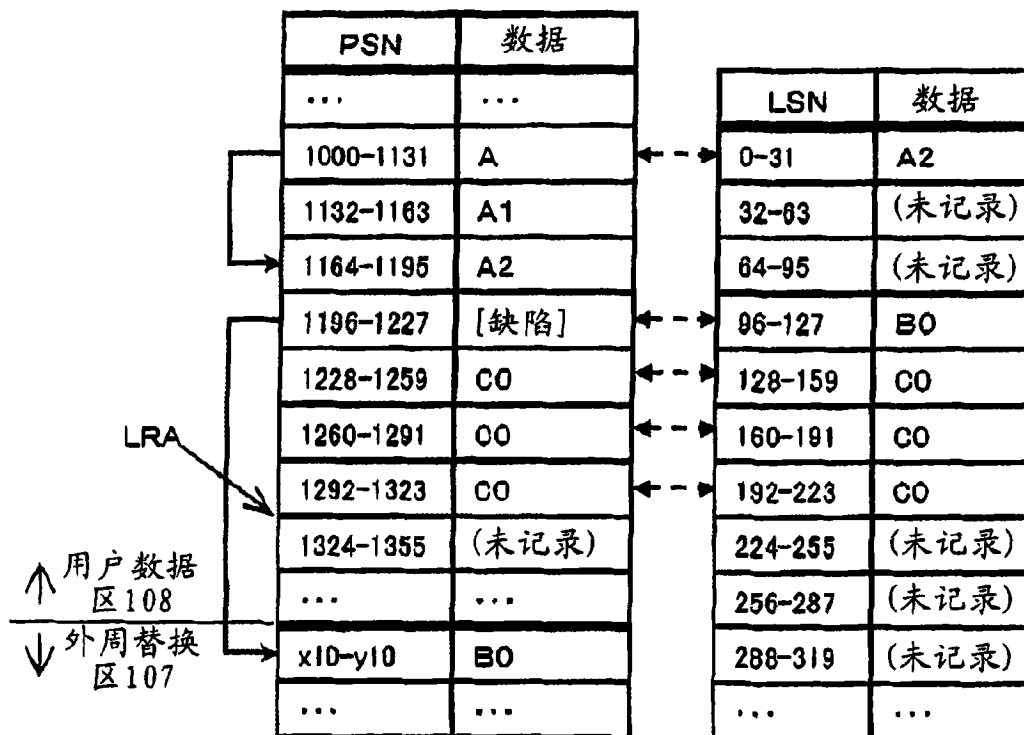 PSN 数据
... ...
1000-1131 A
1132-1163 A1
1164-1195 A2
1196-1227 [缺陷]
1228-1259 C0
1260-1291 C0
1292-1323 C0
1324-1355 (未记录)
... ...
x10-y10 B0
... ...
LSN 数据
0-31 A2
32-63 (未记录)
64-95 (未记录)
96-127 B0
128-159 C0
160-191 C0
192-223 C0
224-255 (未记录)
256-287 (未记录)
288-319 (未记录)
... ...
LRA
用户数据
区108
外周替换
区107